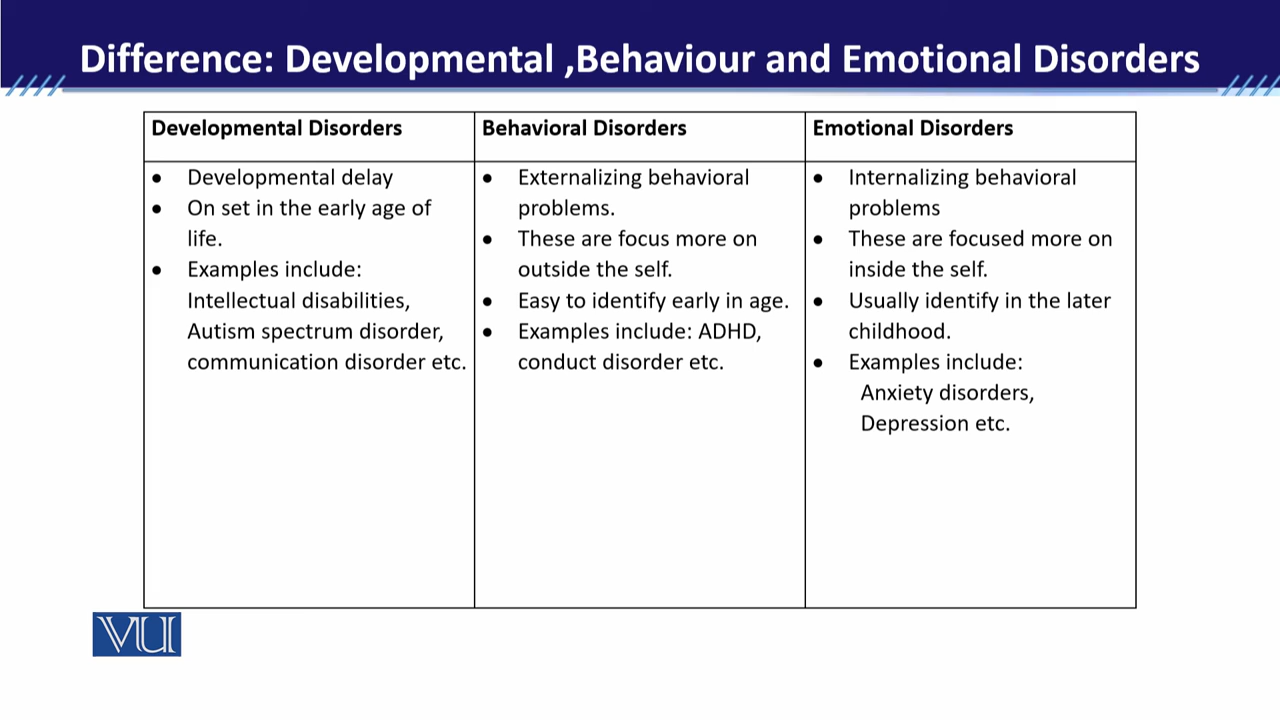 Difference: Developmental ,Behaviour and Emotional Disorders
Developmental Disorders
• Developmental delay
• On set in the early age of
life.
• Examples include:
Intellectual disabilities,
Autism spectrum disorder,
communication disorder etc.
Behavioral Disorders
• Externalizing behavioral
problems.
• These are focus more on
outside the self.
• Easy to identify early in age.
• Examples include: ADHD,
conduct disorder etc.
Emotional Disorders
• Internalizing behavioral
problems
• These are focused more on
inside the self.
• Usually identify in the later
childhood.
• Examples include:
Anxiety disorders,
Depression etc.
VU